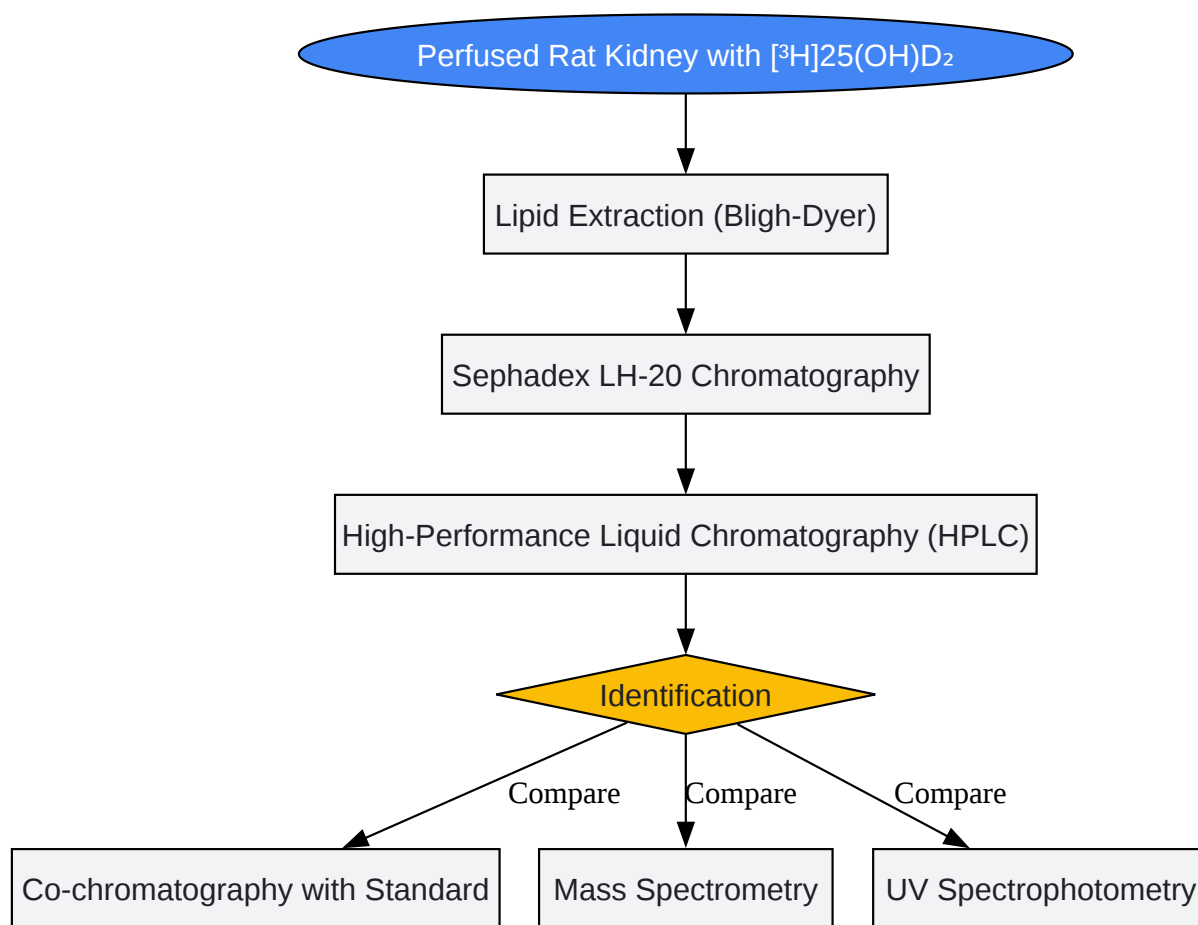 Perfused Rat Kidney with [³H]25(OH)D₂
Lipid Extraction (Bligh-Dyer)
Sephadex LH-20 Chromatography
High-Performance Liquid Chromatography (HPLC)
Identification
Compare
Compare
Compare
Co-chromatography with Standard
Mass Spectrometry
UV Spectrophotometry